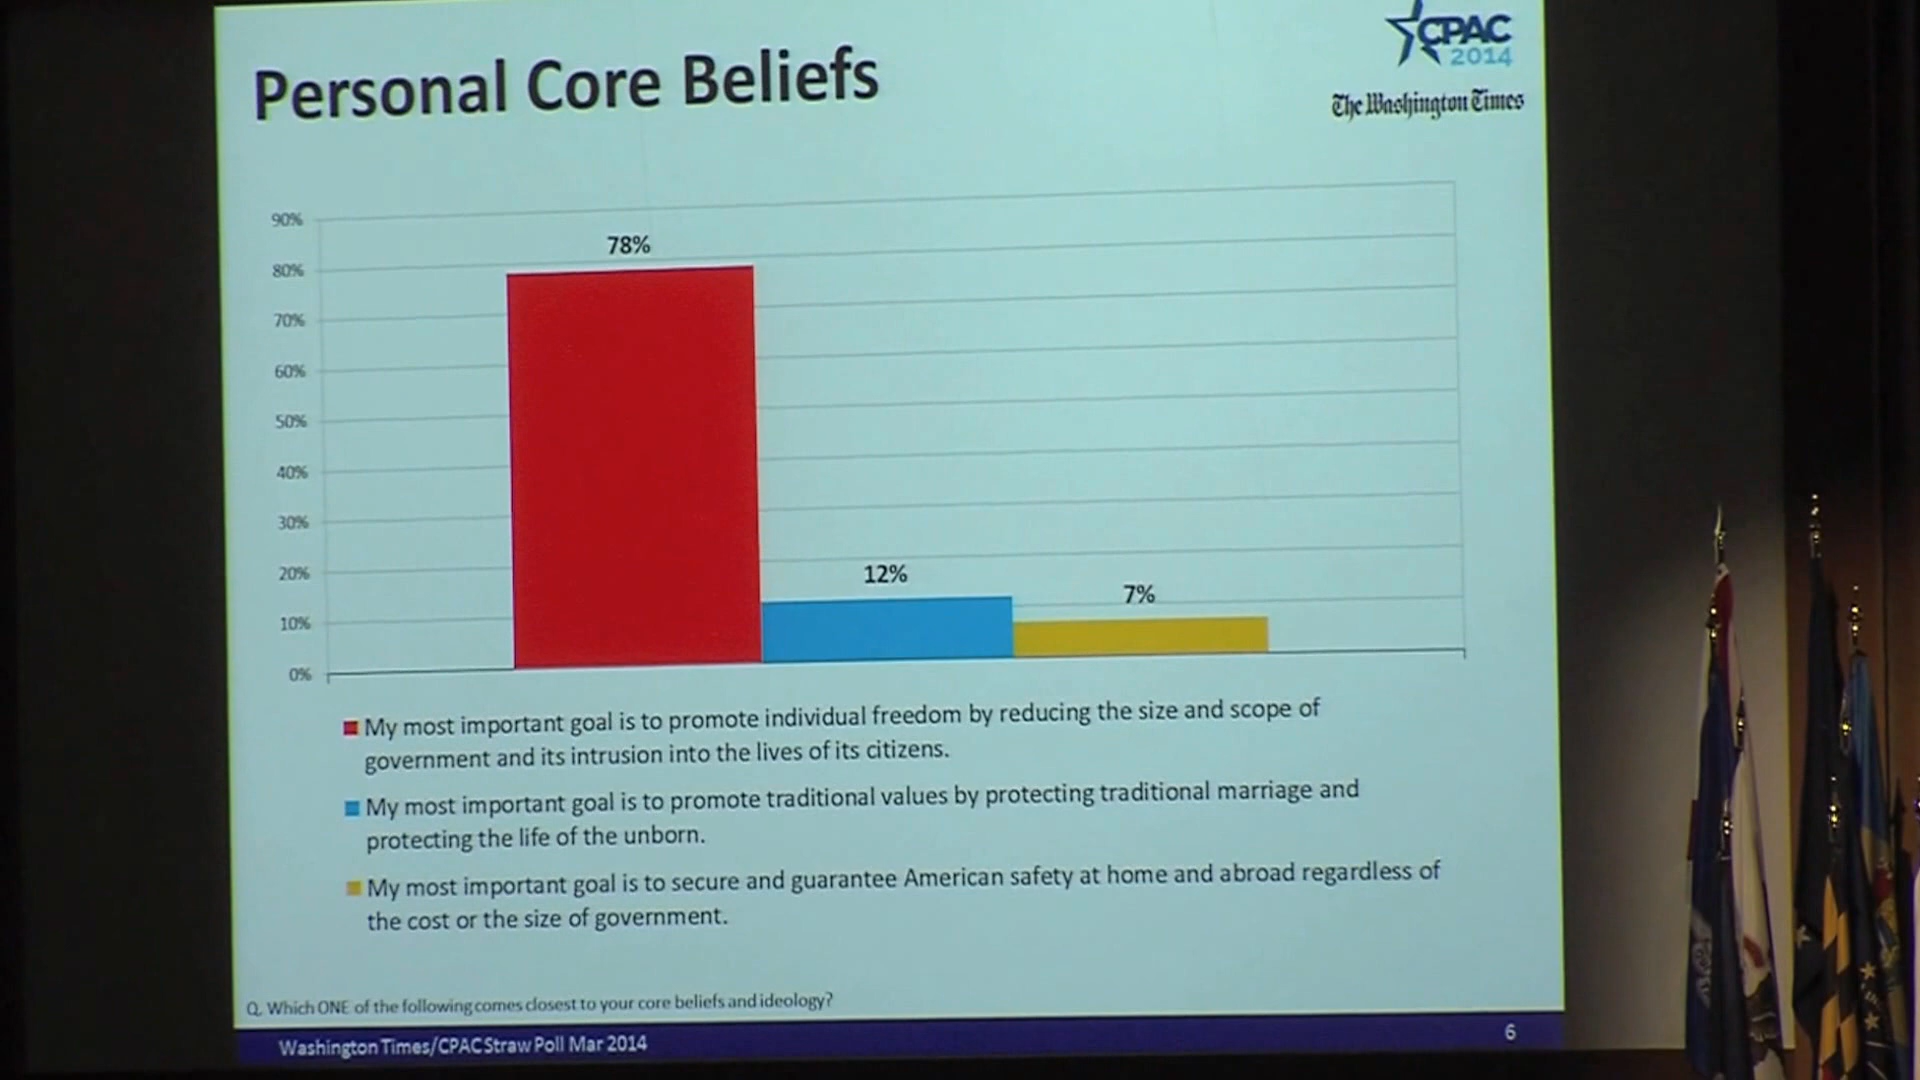 Personal Core Beliefs
CPAC
2014
The Washington Times
90%
80%
70%
60%
50%
40%
30%
20%
10%
0%
78%
12%
7%
My most important goal is to promote individual freedom by reducing the size and scope of
government and its intrusion into the lives of its citizens.
My most important goal is to promote traditional values by protecting traditional marriage and
protecting the life of the unborn.
My most important goal is to secure and guarantee American safety at home and abroad regardless of
the cost or the size of government.
Q. Which ONE of the following comes closest to your core beliefs and ideology?
Washington Times/CPAC Straw Poll Mar 2014
6